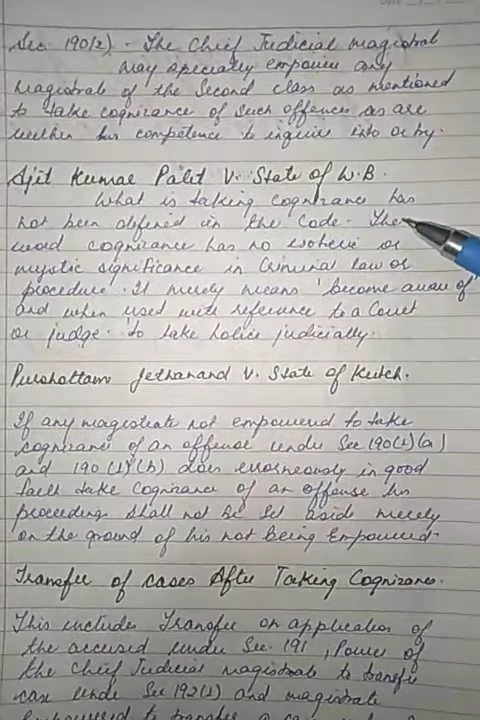 Sec. 190(2) - The Chief Judicial magistrate
may specially empower any
Magistrate of the Second class as mentioned
to take cognizance of such offences as are
within his competence to inquire into or try.
Ajit Kumar Palit V. State of W.B.
What is taking cognizance has
not been defined in the Code. The
word cognizance has no esoteric or
mystic significance in Criminal law or
procedure. It merely means 'become aware of'
and when used with reference to a Court
or judge 'to take notice judicially.
Purshottam Jethanand V. State of Kutch.
If any magistrate not empowered to take
cognizance of an offense under Sec 190(1)(a)
and 190(1)(b) does erroneously in good
faith take cognizance of an offense his
proceeding shall not be set aside merely
on the ground of his not being Empowered.
Transfer of cases After Taking Cognizance.
This includes Transfer on application of
the accused under Sec. 191, Power of
the Chief Judicial magistrate to transfer
case under Sec 192(1) and magistrate
Empowered to transfer a case